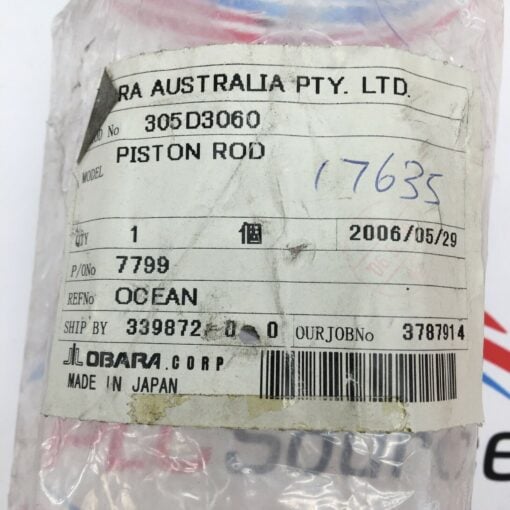 RA AUSTRALIA PTY. LTD.
No 305D3060
MODEL PISTON ROD
17635
QTY 1 個 2006/05/29
P/ONo 7799
REFNo OCEAN
SHIP BY 339872-0 0 OURJOBNo 3787914
OBARA.CORP
MADE IN JAPAN
Source